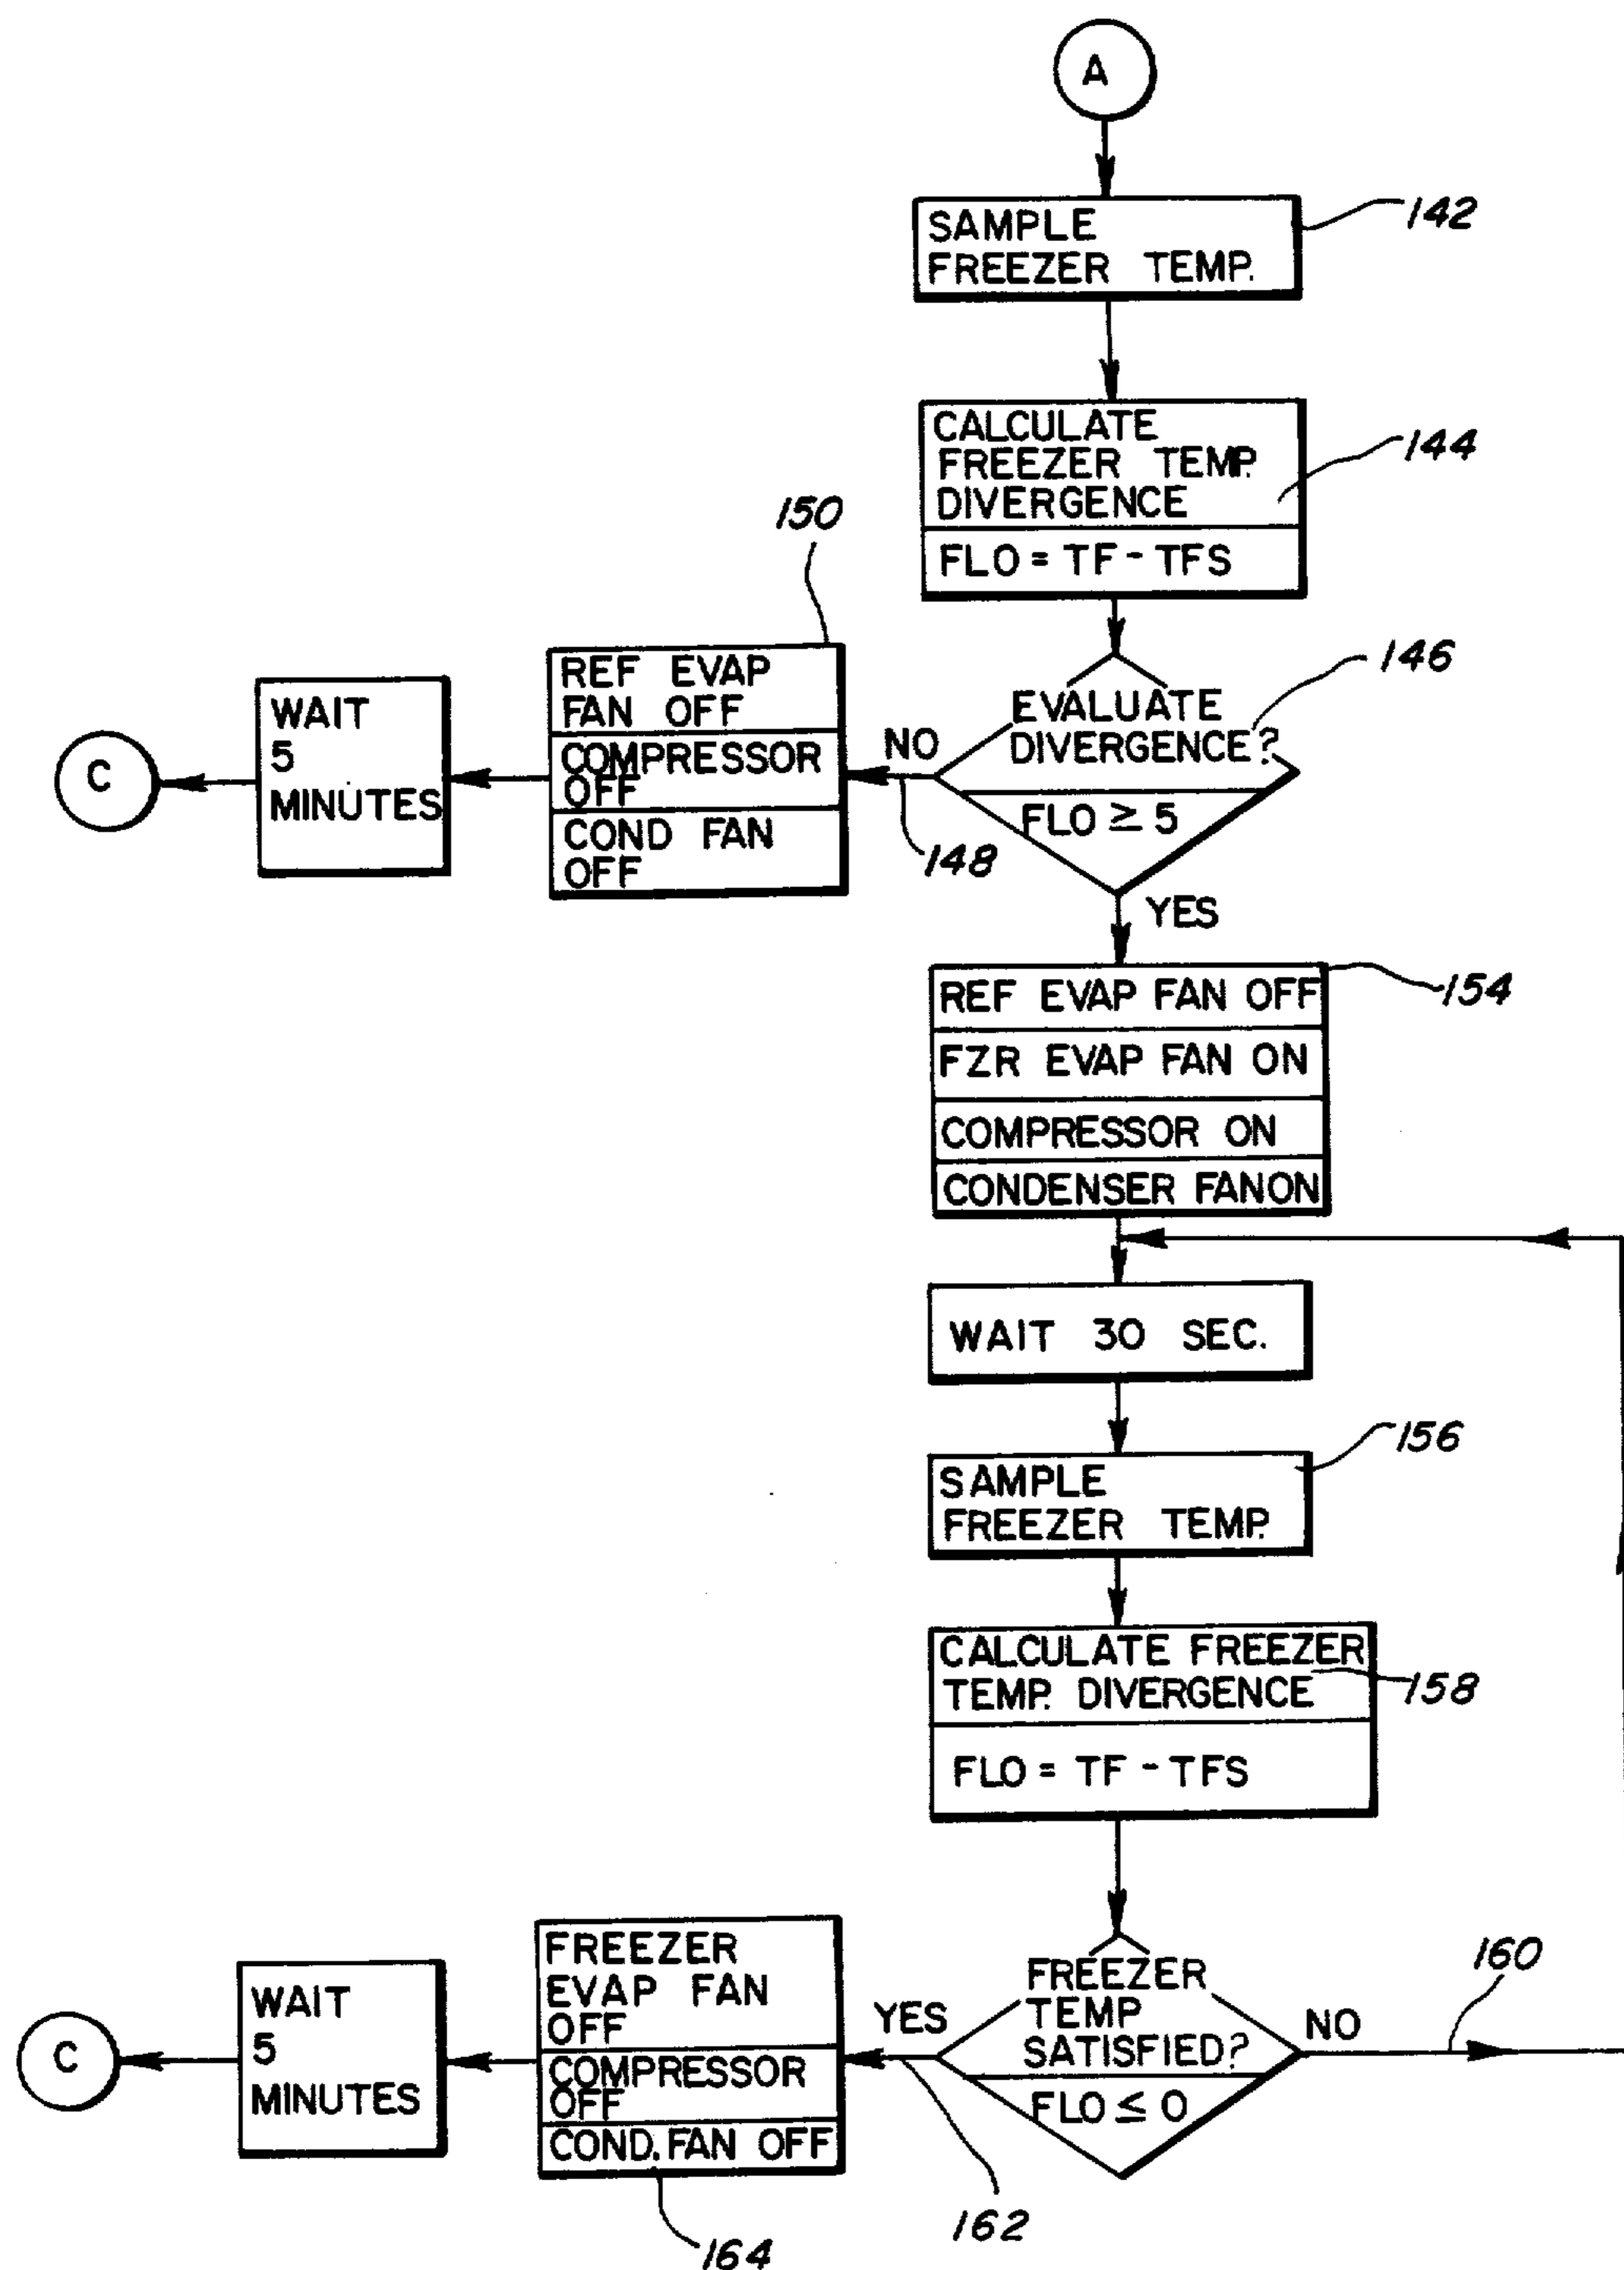 A
SAMPLE
FREEZER TEMP.
142
CALCULATE
FREEZER TEMP.
DIVERGENCE
144
FLO = TF - TFS
EVALUATE
DIVERGENCE?
146
FLO ≥ 5
NO
148
150
REF EVAP
FAN OFF
COMPRESSOR
OFF
COND FAN
OFF
WAIT
5
MINUTES
C
YES
REF EVAP FAN OFF
154
FZR EVAP FAN ON
COMPRESSOR ON
CONDENSER FAN ON
WAIT 30 SEC.
SAMPLE
FREEZER TEMP.
156
CALCULATE FREEZER
TEMP. DIVERGENCE
158
FLO = TF - TFS
FREEZER
TEMP
SATISFIED?
FLO ≤ 0
NO
160
YES
162
FREEZER
EVAP FAN
OFF
COMPRESSOR
OFF
COND. FAN OFF
164
WAIT
5
MINUTES
C